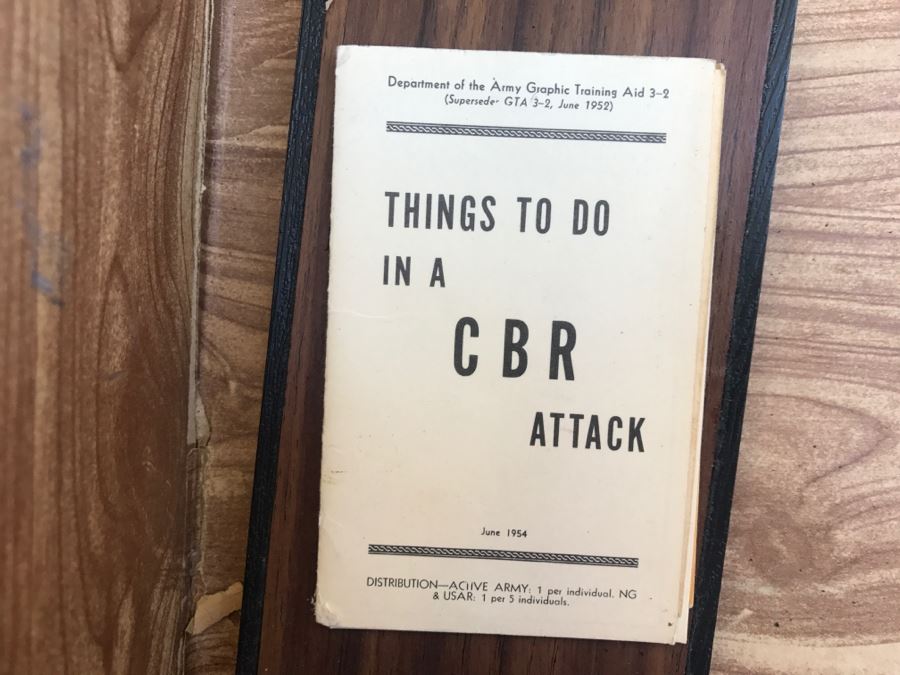 Department of the Army Graphic Training Aid 3-2
(Supersedes GTA 3-2, June 1952)
THINGS TO DO
IN A
CBR
ATTACK
June 1954
DISTRIBUTION—ACTIVE ARMY: 1 per individual. NG
& USAR: 1 per 5 individuals.